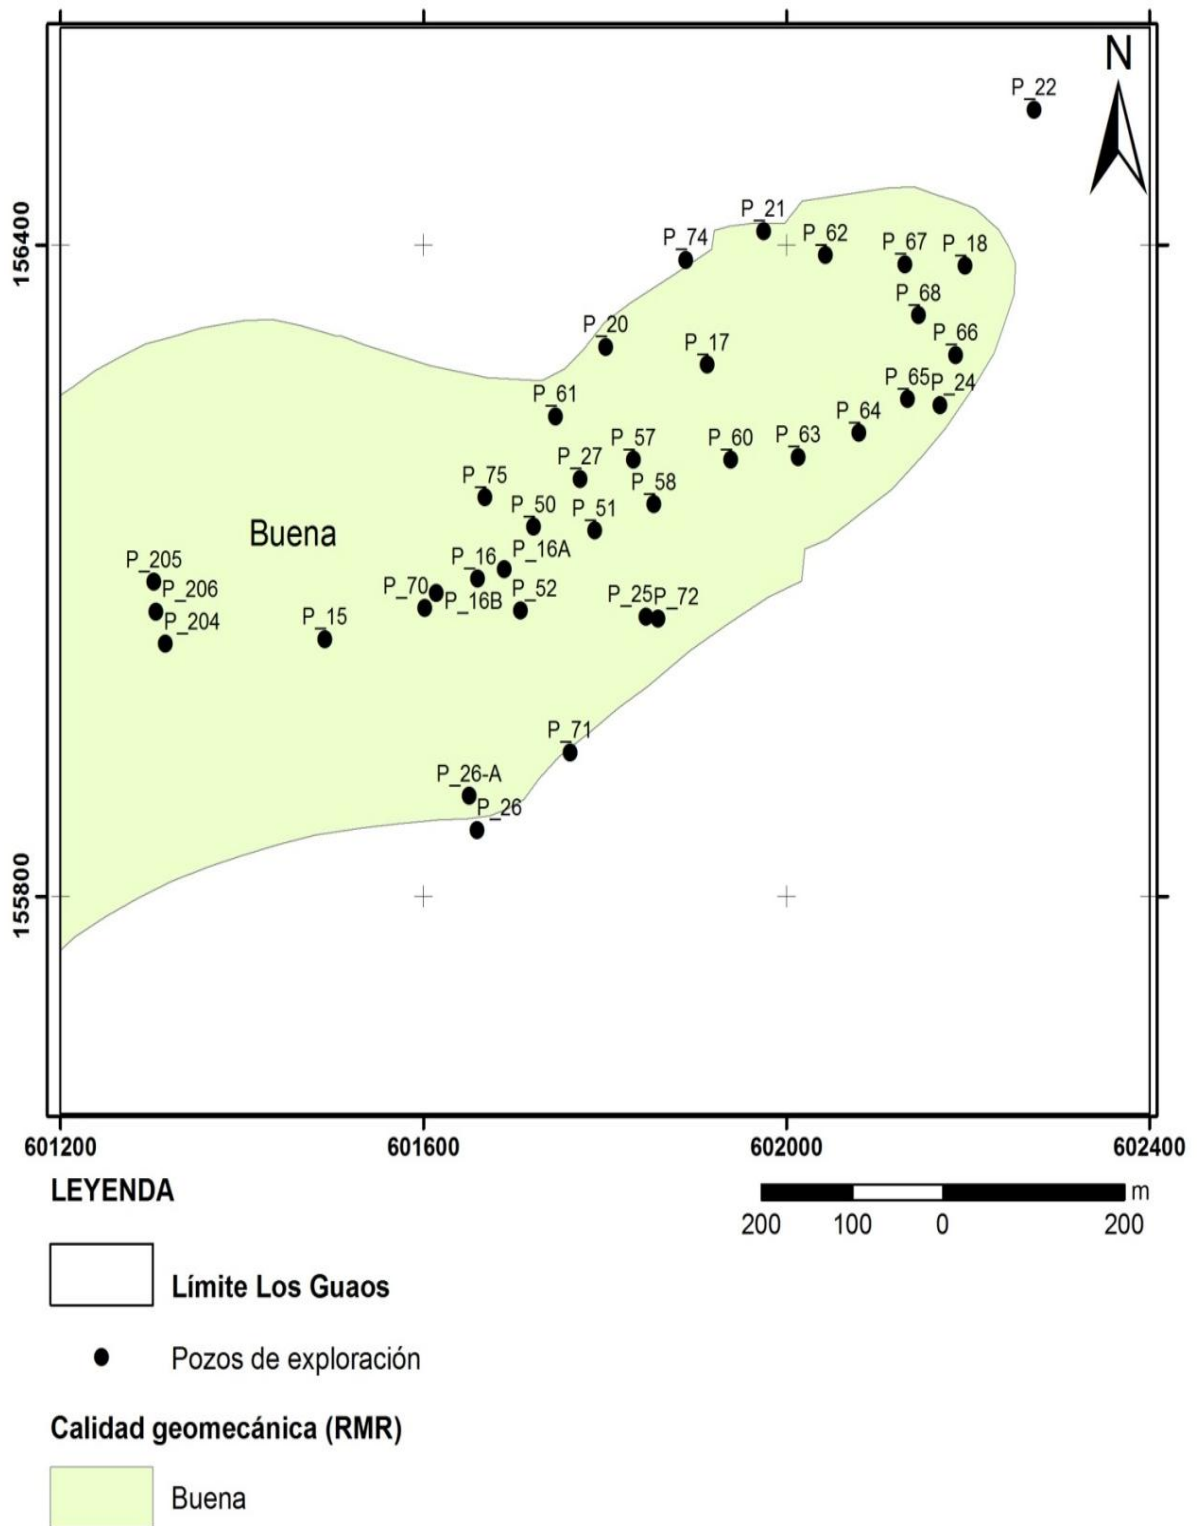 N
P_22
P_21
P_74
P_62
P_67
P_18
156400
P_68
P_20
P_17
P_66
P_61
P_65
P_24
P_64
P_57
P_60
P_63
P_27
P_75
P_58
P_50
P_51
Buena
P_16A
P_205
P_16
P_206
P_70
P_16B
P_52
P_25
P_72
P_204
P_15
P_71
P_26-A
P_26
155800
601200
601600
602000
602400
LEYENDA
m
200
100
0
200
Límite Los Guaos
Pozos de exploración
Calidad geomecánica (RMR)
Buena